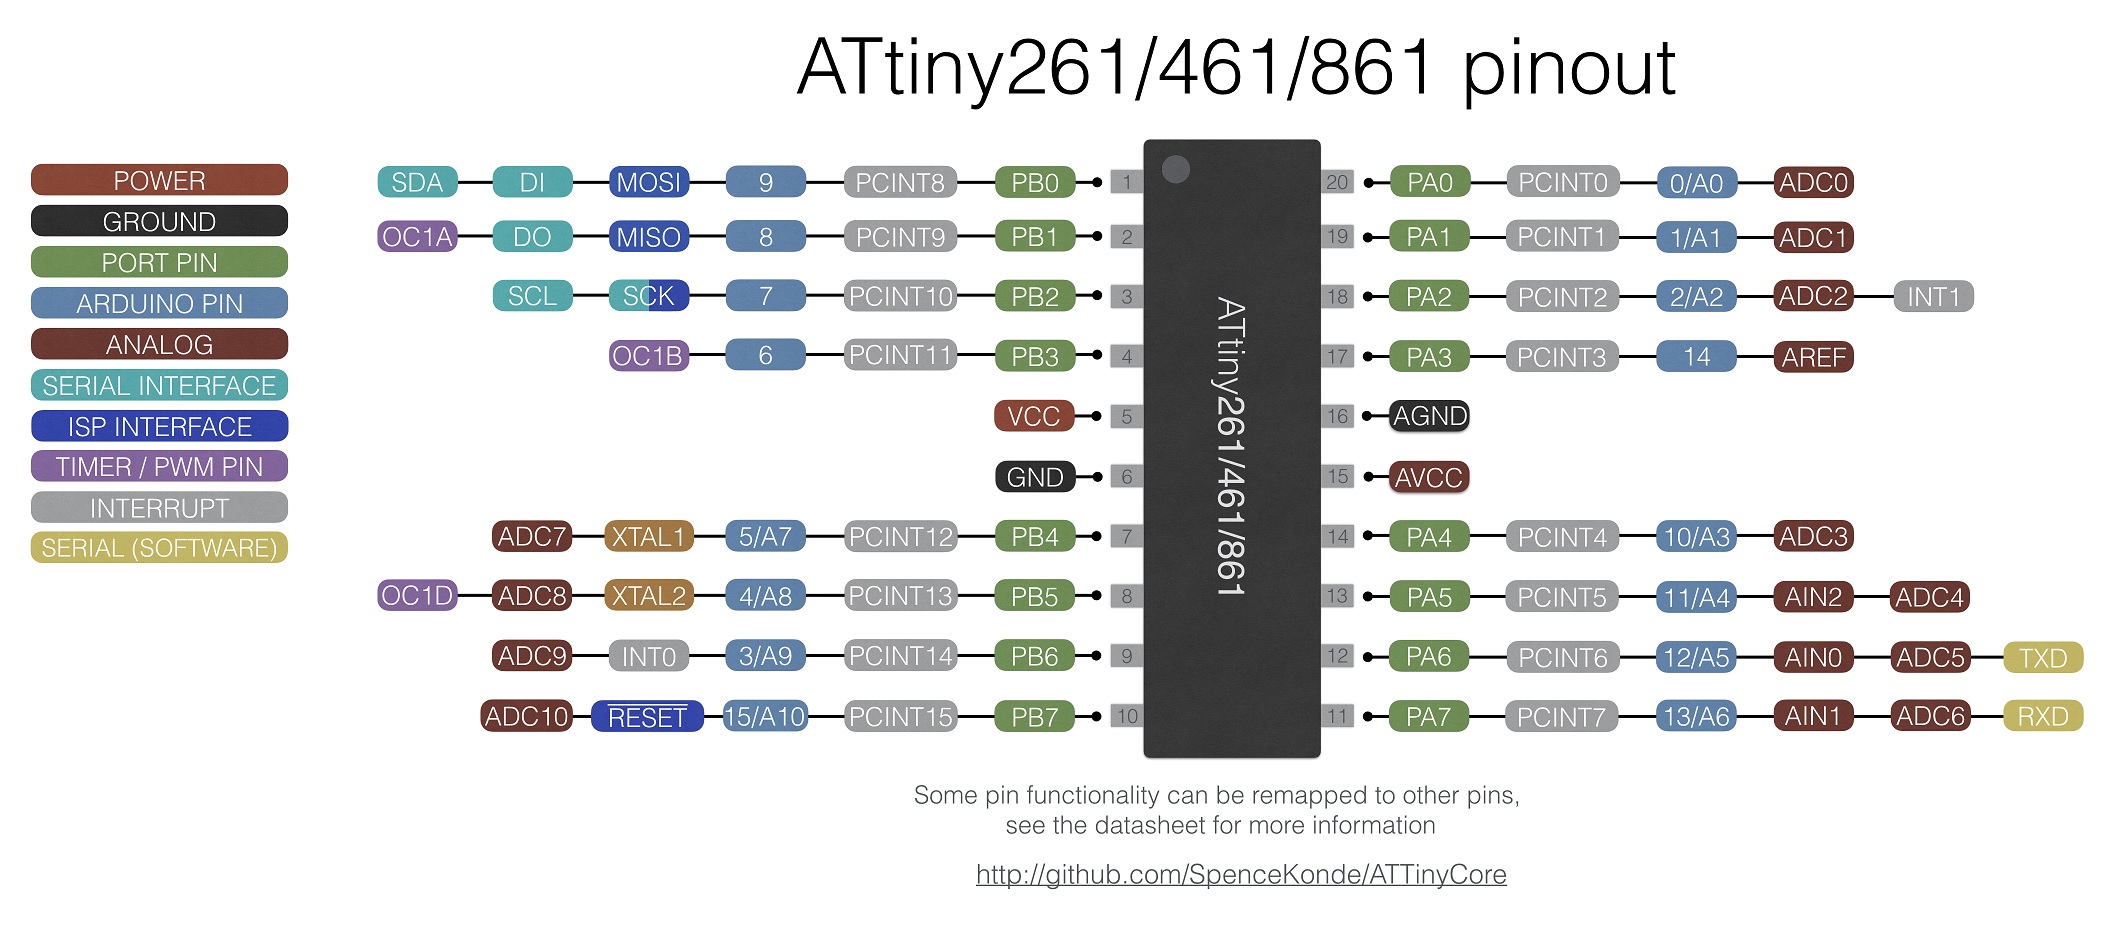 ATtiny261/461/861 pinout
POWER
GROUND
PORT PIN
ARDUINO PIN
ANALOG
SERIAL INTERFACE
ISP INTERFACE
TIMER / PWM PIN
INTERRUPT
SERIAL (SOFTWARE)
SDA DI MOSI 9 PCINT8 PB0 1 20 PA0 PCINT0 0/A0 ADC0
OC1A DO MISO 8 PCINT9 PB1 2 19 PA1 PCINT1 1/A1 ADC1
SCL SCK 7 PCINT10 PB2 3 18 PA2 PCINT2 2/A2 ADC2 INT1
OC1B 6 PCINT11 PB3 4 17 PA3 PCINT3 14 AREF
VCC 5 16 AGND
GND 6 15 AVCC
ADC7 XTAL1 5/A7 PCINT12 PB4 7 14 PA4 PCINT4 10/A3 ADC3
OC1D ADC8 XTAL2 4/A8 PCINT13 PB5 8 13 PA5 PCINT5 11/A4 AIN2 ADC4
ADC9 INT0 3/A9 PCINT14 PB6 9 12 PA6 PCINT6 12/A5 AIN0 ADC5 TXD
ADC10 RESET 15/A10 PCINT15 PB7 10 11 PA7 PCINT7 13/A6 AIN1 ADC6 RXD
ATtiny261/461/861
Some pin functionality can be remapped to other pins,
see the datasheet for more information
http://github.com/SpenceKonde/ATTinyCore